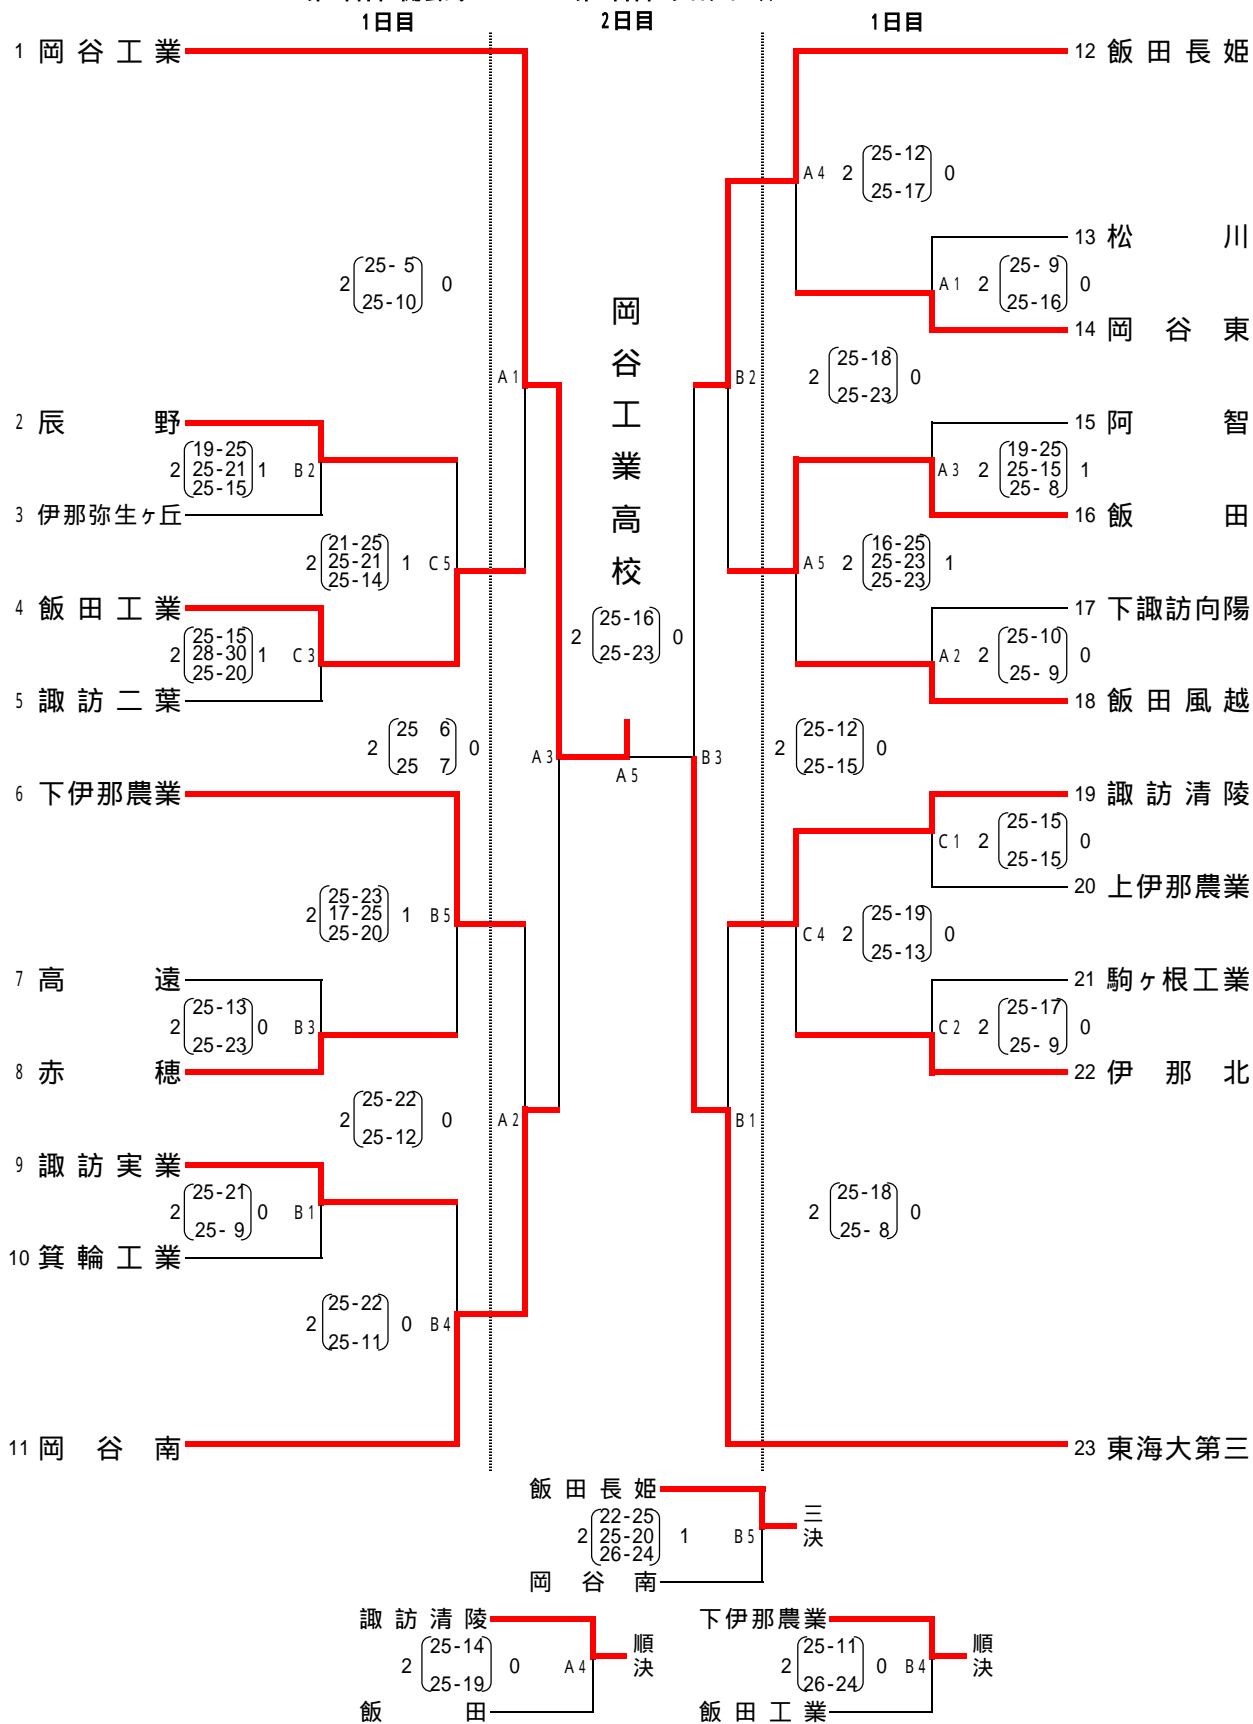 1日目
2日目
1日目
1 岡谷工業
2(25-5 25-10)0
A1
2 辰野
2(19-25 25-21 25-15)1 B2
3 伊那弥生ヶ丘
2(21-25 25-21 25-14)1 C5
4 飯田工業
2(25-15 28-30 25-20)1 C3
5 諏訪二葉
2(25 6 25 7)0
A3
6 下伊那農業
2(25-23 17-25 25-20)1 B5
7 高遠
2(25-13 25-23)0 B3
8 赤穂
2(25-22 25-12)0 A2
9 諏訪実業
2(25-21 25-9)0 B1
10 箕輪工業
2(25-22 25-11)0 B4
11 岡谷南
岡谷工業高校
2(25-16 25-23)0
A5
12 飯田長姫
A4 2(25-12 25-17)0
13 松川
A1 2(25-9 25-16)0
14 岡谷東
B2 2(25-18 25-23)0
15 阿智
A3 2(19-25 25-15 25-8)1
16 飯田
A5 2(16-25 25-23 25-23)1
17 下諏訪向陽
A2 2(25-10 25-9)0
18 飯田風越
B3 2(25-12 25-15)0
19 諏訪清陵
C1 2(25-15 25-15)0
20 上伊那農業
C4 2(25-19 25-13)0
21 駒ヶ根工業
C2 2(25-17 25-9)0
22 伊那北
B1
2(25-18 25-8)0
23 東海大第三
飯田長姫
2(22-25 25-20 26-24)1 B5 三決
岡谷南
諏訪清陵
2(25-14 25-19)0 A4 順決
飯田
下伊那農業
2(25-11 26-24)0 B4 順決
飯田工業